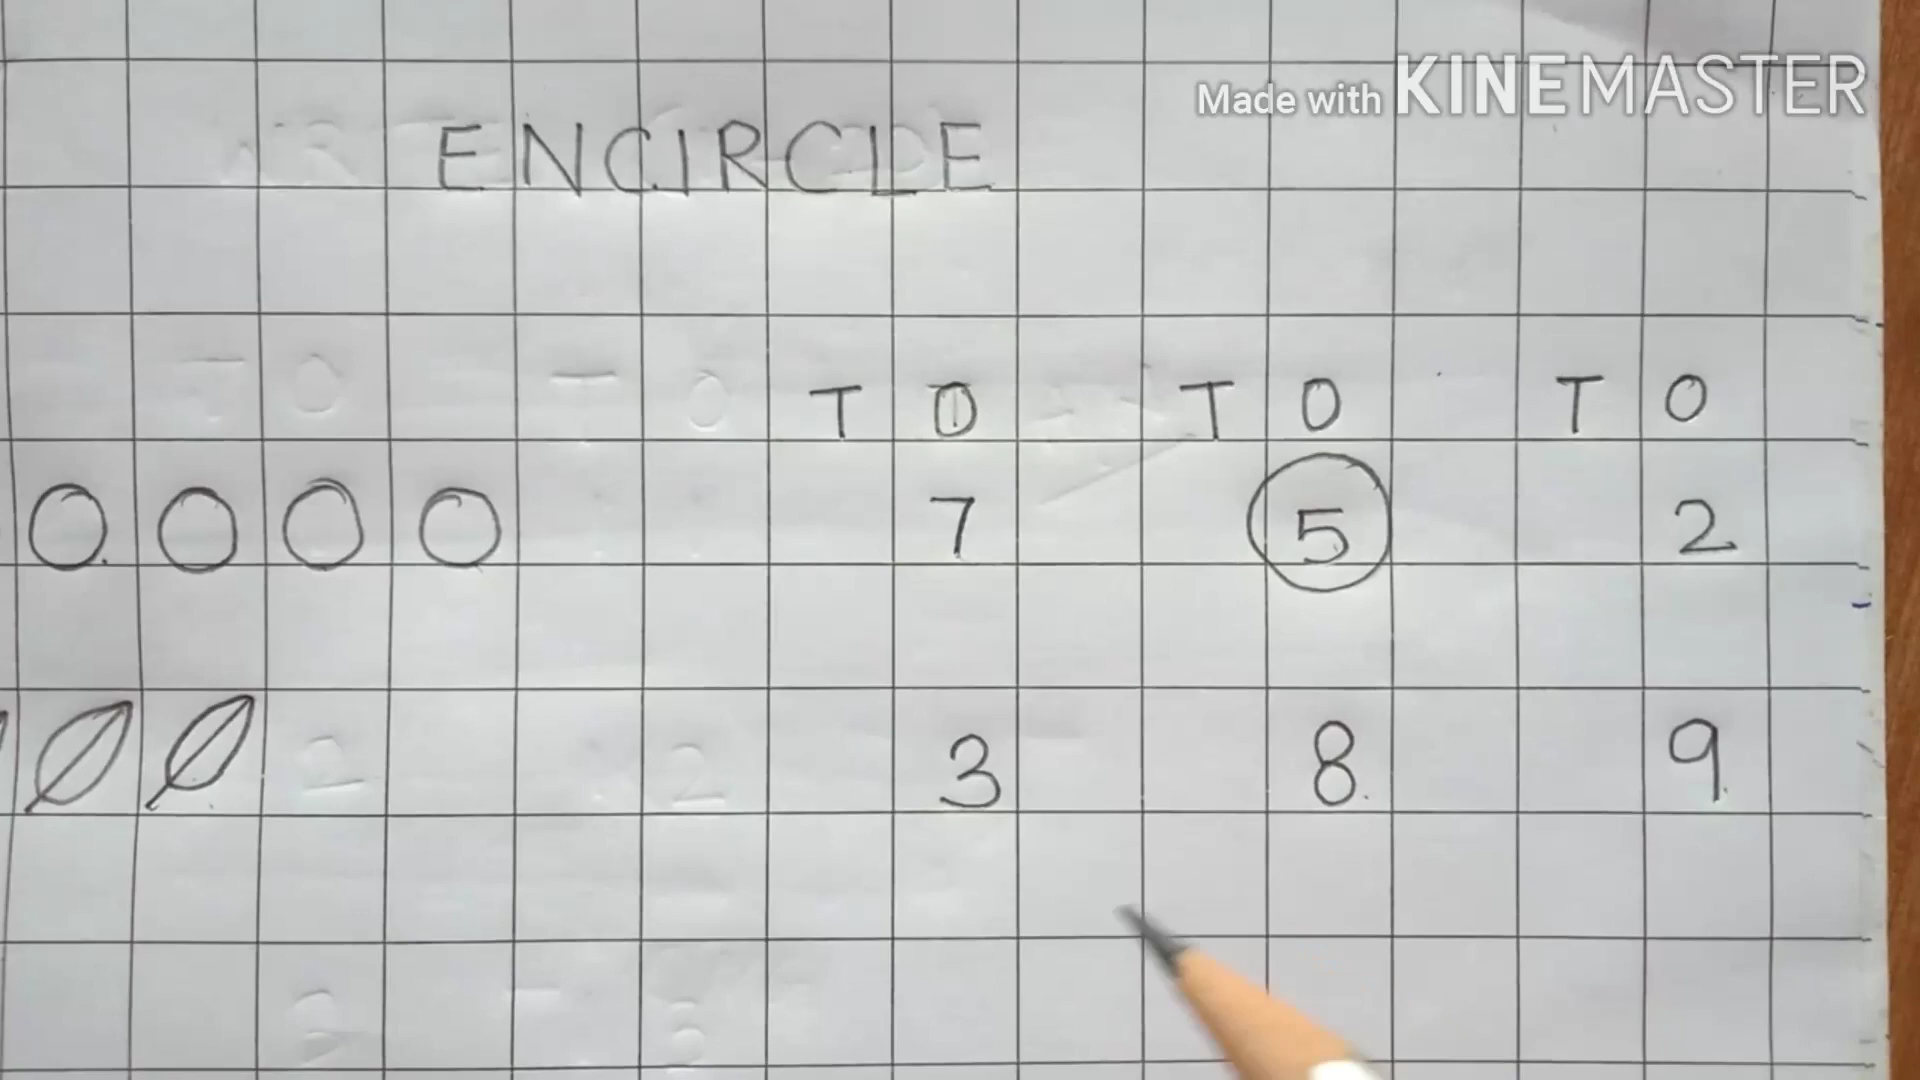 Made with KINEMASTER
ENCIRCLE
T O T O T O
7 5 2
3 8 9